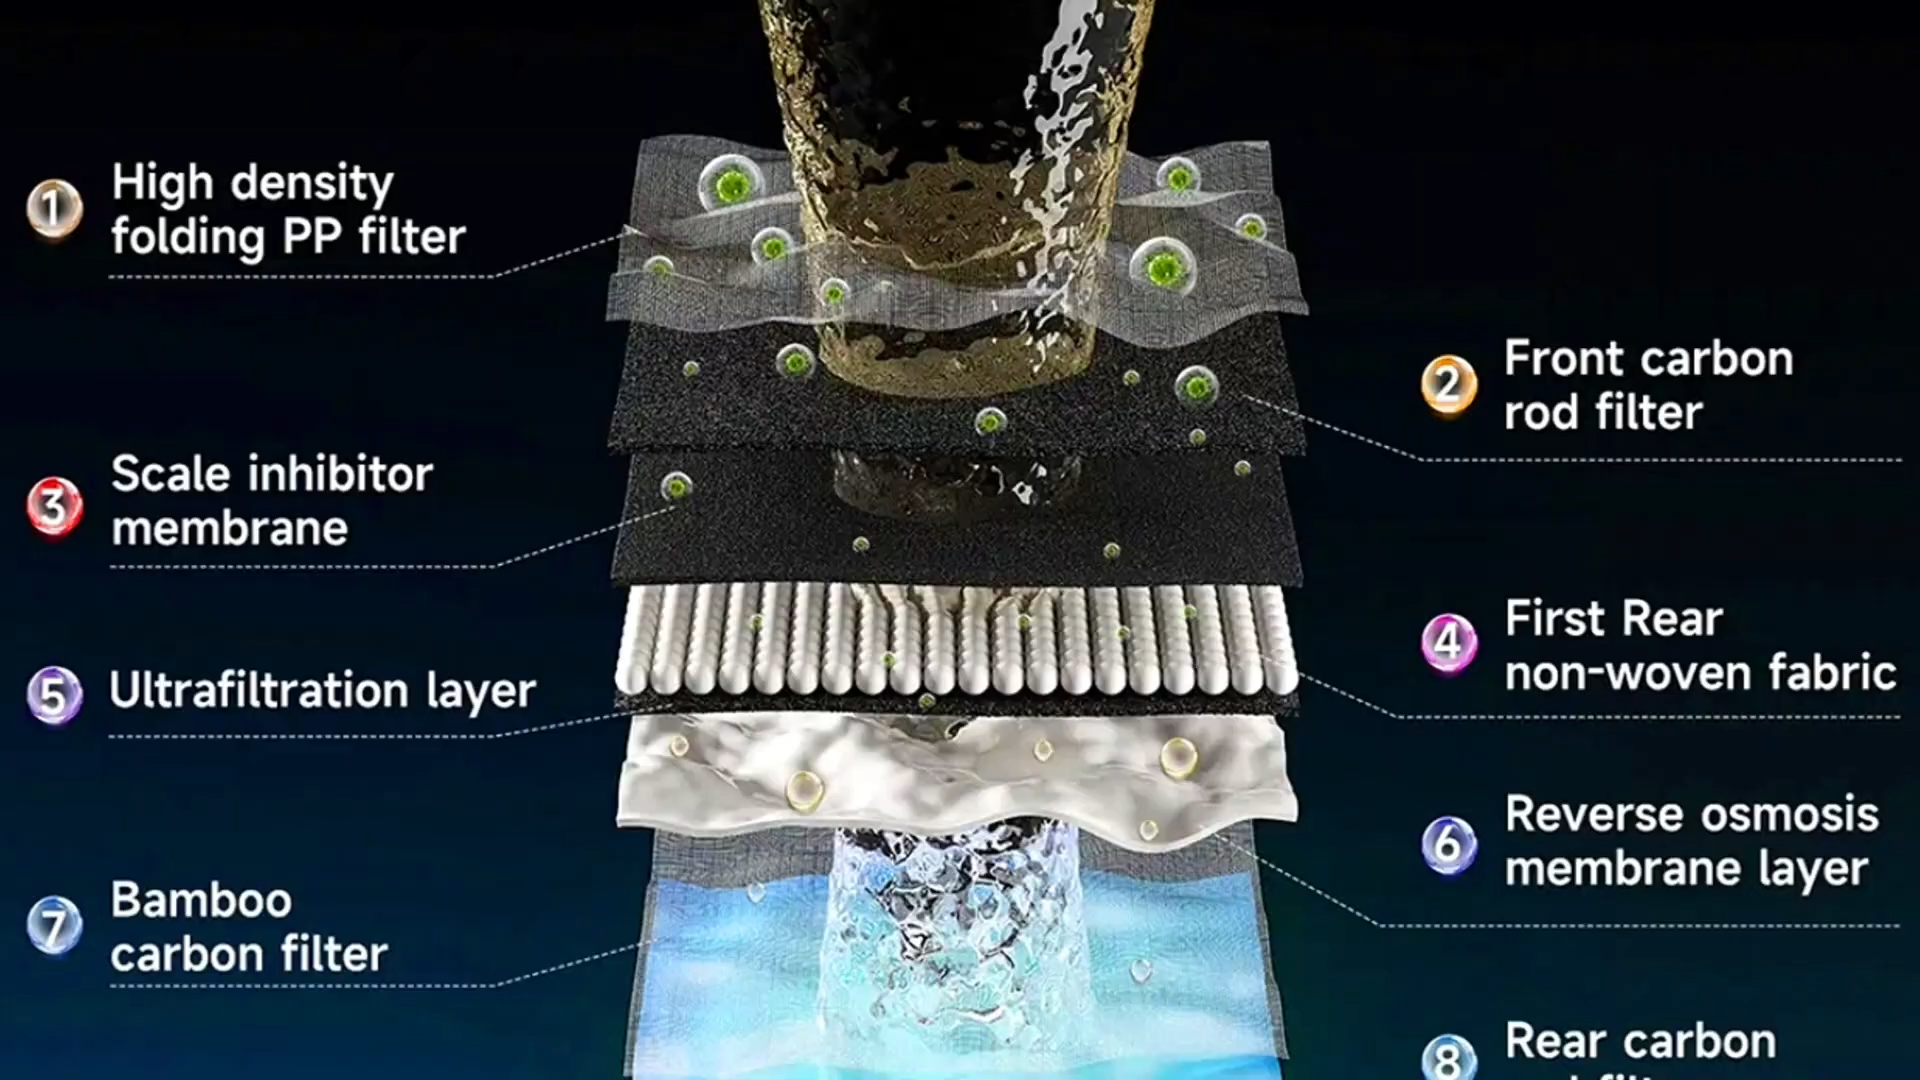 1
High density
folding PP filter
2
Front carbon
rod filter
3
Scale inhibitor
membrane
4
First Rear
non-woven fabric
5
Ultrafiltration layer
6
Reverse osmosis
membrane layer
7
Bamboo
carbon filter
8
Rear carbon